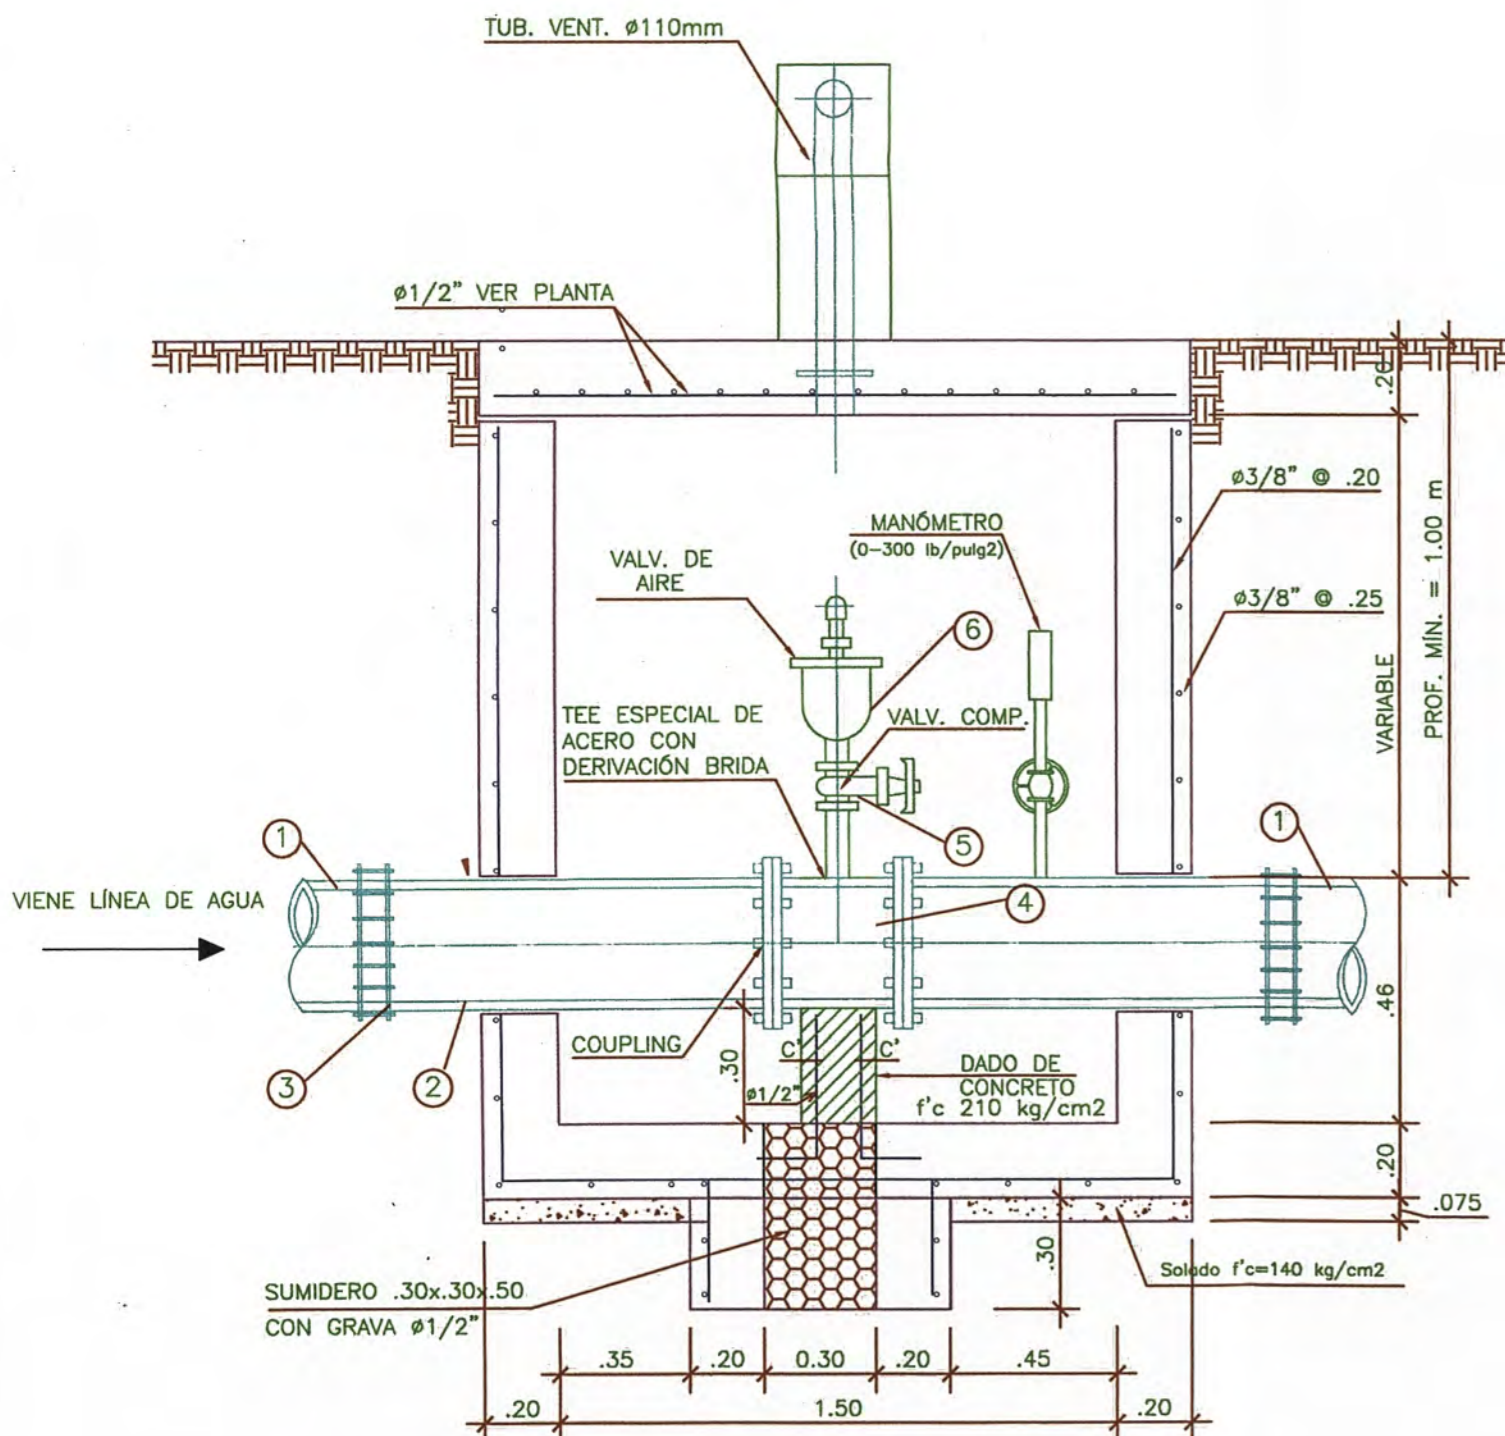 TUB. VENT. ø110mm
ø1/2" VER PLANTA
.20
ø3/8" @ .20
MANÓMETRO
(0-300 lb/pulg2)
VALV. DE
AIRE
ø3/8" @ .25
VARIABLE
PROF. MÍN. = 1.00 m
6
TEE ESPECIAL DE
ACERO CON
DERIVACIÓN BRIDA
VALV. COMP.
1
5
1
VIENE LÍNEA DE AGUA
4
.46
COUPLING
.30
C'
C'
ø1/2"
DADO DE
CONCRETO
f'c 210 kg/cm2
3
2
.20
.075
.30
Solado f'c=140 kg/cm2
SUMIDERO .30x.30x.50
CON GRAVA ø1/2"
.35
.20
0.30
.20
.45
.20
1.50
.20